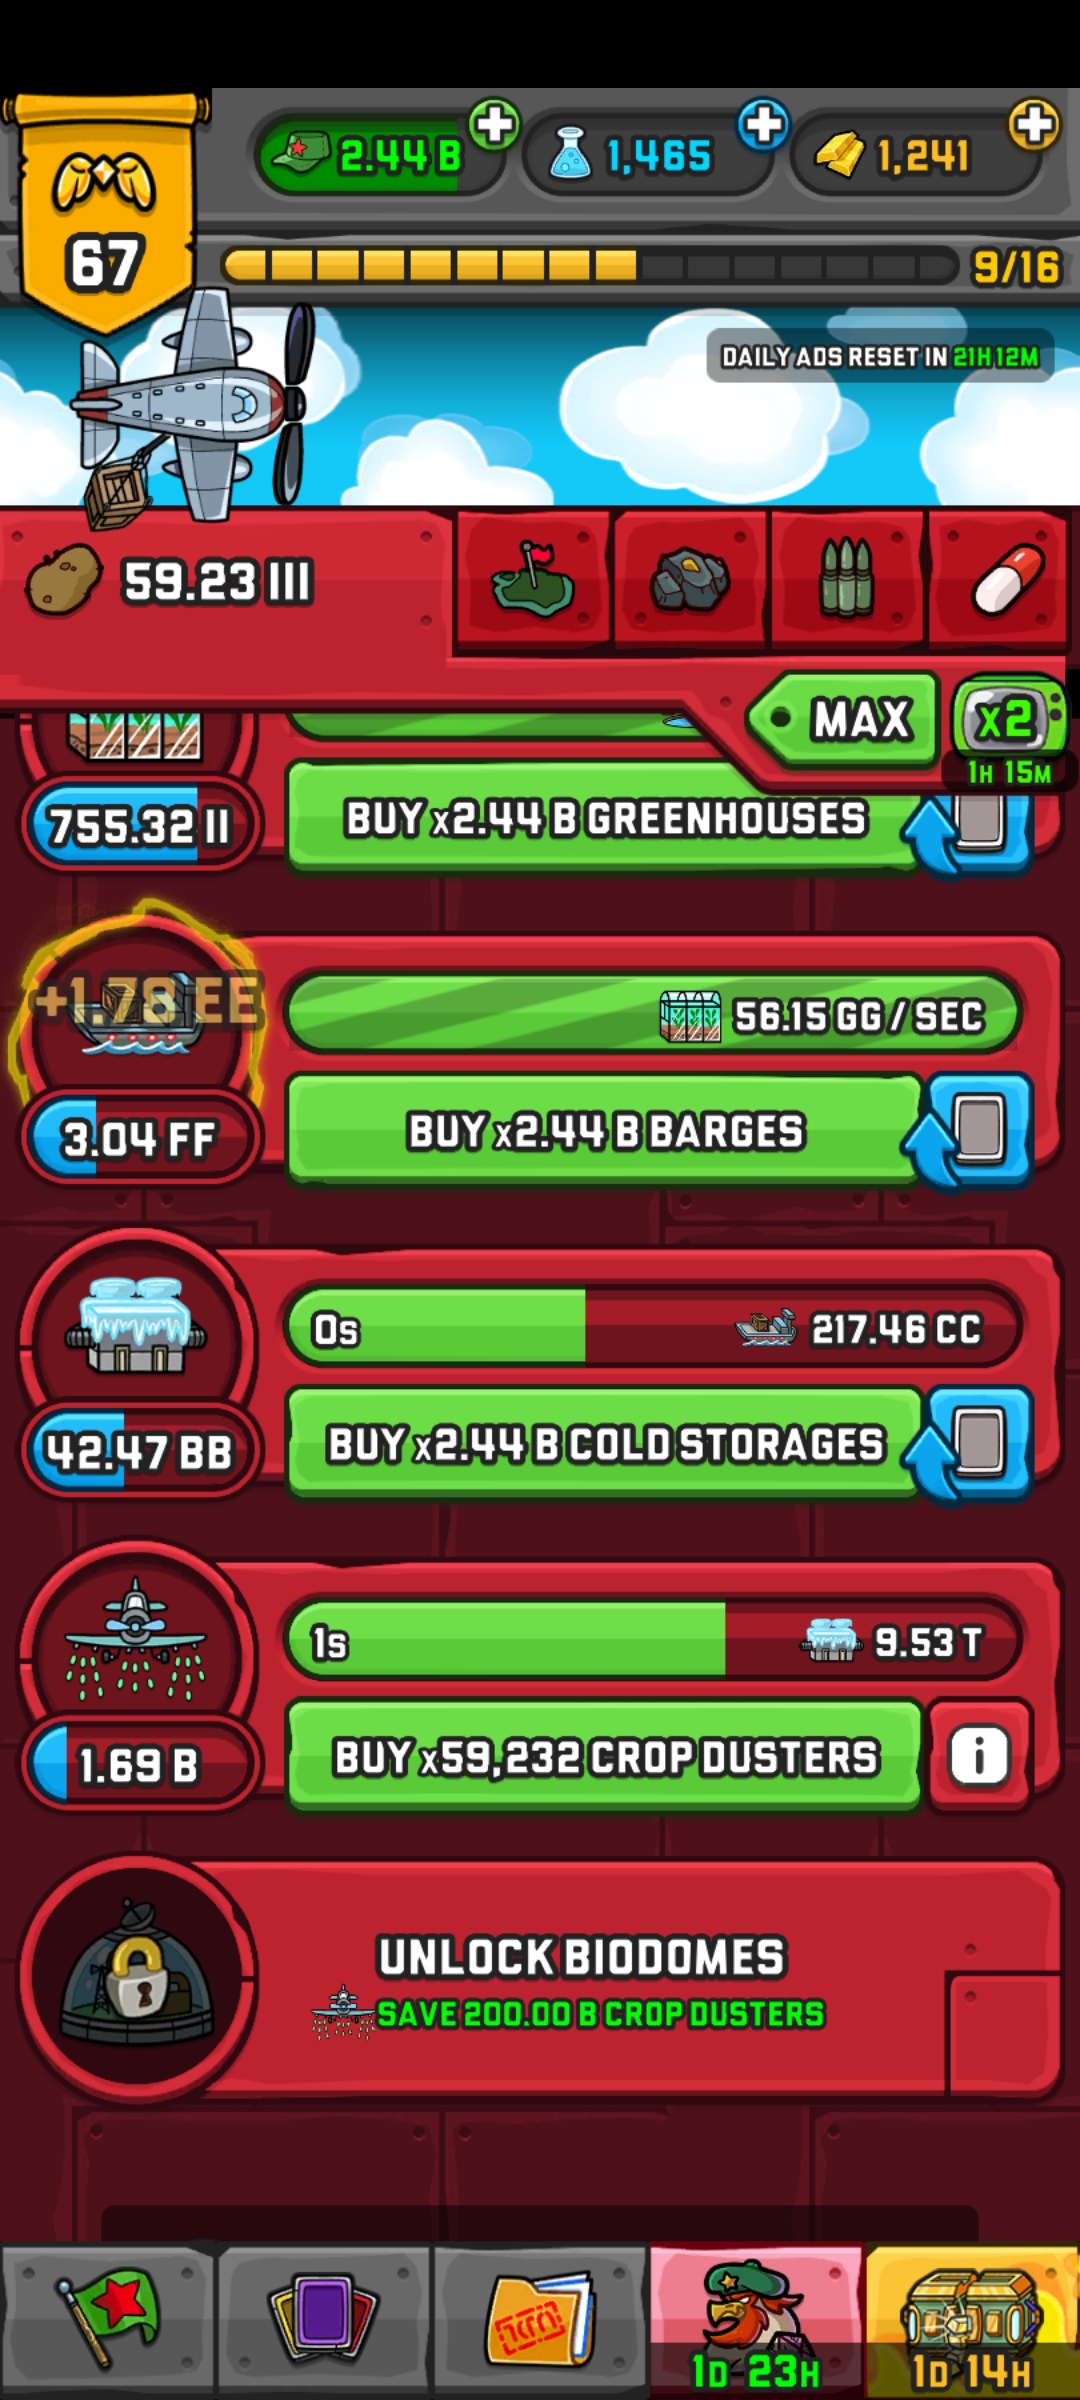 67
2.44 B
1,465
1,241
9/16
DAILY ADS RESET IN 21H 12M
59.23 III
MAX
x2
1H 15M
755.32 II
BUY x2.44 B GREENHOUSES
+1.78 EE
56.15 GG / SEC
3.04 FF
BUY x2.44 B BARGES
0s
217.46 CC
42.47 BB
BUY x2.44 B COLD STORAGES
1s
9.53 T
1.69 B
BUY x59,232 CROP DUSTERS
i
UNLOCK BIODOMES
SAVE 200.00 B CROP DUSTERS
1D 23H
1D 14H